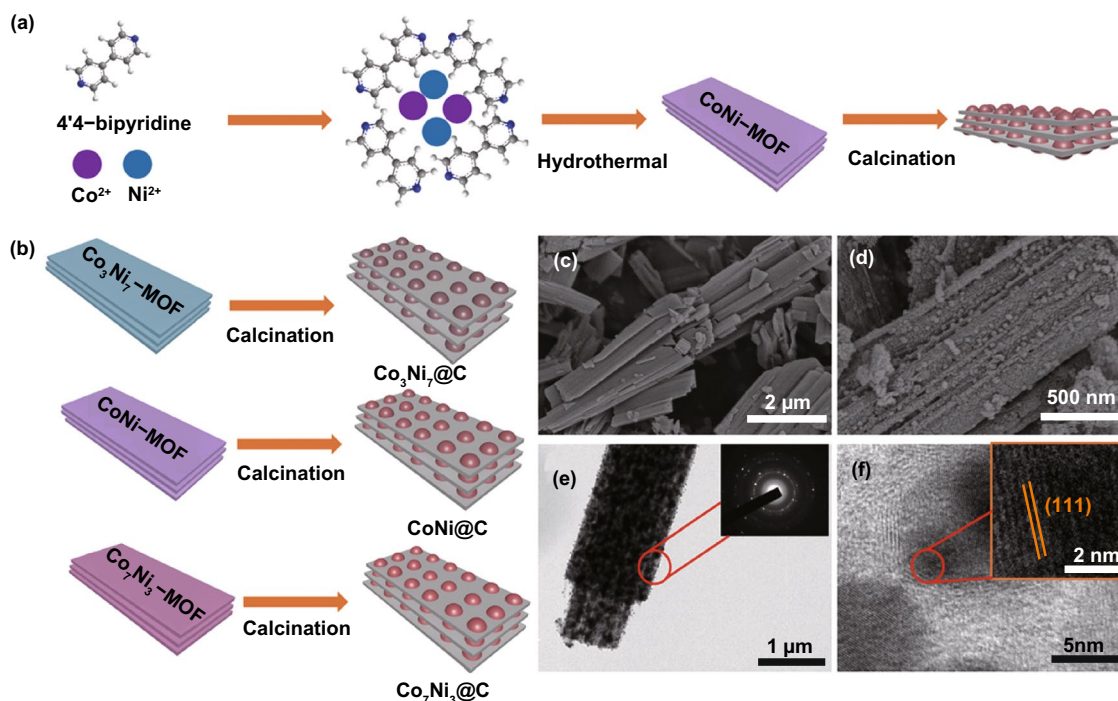 (a)
4'4−bipyridine
Co²⁺
Ni²⁺
Hydrothermal
CoNi−MOF
Calcination
(b)
Co₃Ni₇−MOF
Calcination
Co₃Ni₇@C
CoNi−MOF
Calcination
CoNi@C
Co₇Ni₃−MOF
Calcination
Co₇Ni₃@C
(c)
2 μm
(d)
500 nm
(e)
1 μm
(f)
(111)
2 nm
5nm